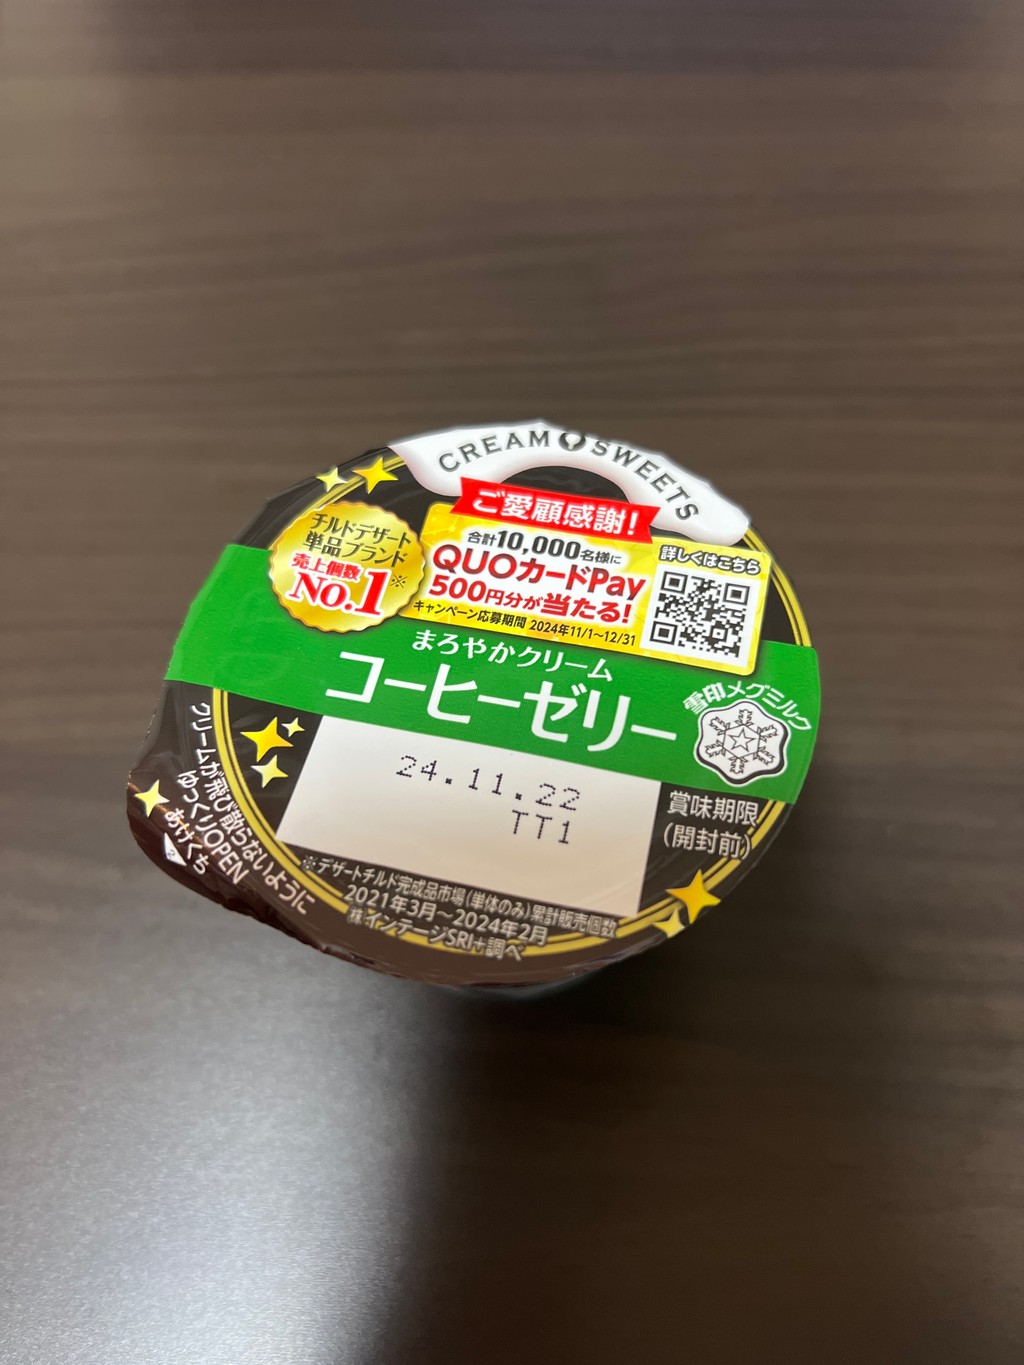 CREAM SWEETS
ご愛顧感謝!
チルドデザート
単品ブランド
売上個数
No.1※
合計10,000名様に
QUOカードPay
500円分が当たる!
キャンペーン応募期間 2024年11/1~12/31
詳しくはこちら
まろやかクリーム
コーヒーゼリー
雪印メグミルク
24.11.22
TT1
賞味期限
(開封前)
クリームが飛び散らないように
ゆっくりOPEN
あけくち
※デザートチルド完成品市場(単体のみ)累計販売個数
2021年3月~2024年2月
㈱インテージSRI+調べ